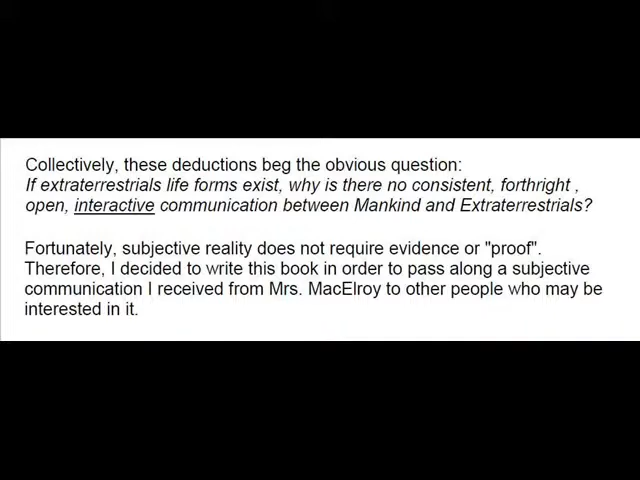 Collectively, these deductions beg the obvious question:
If extraterrestrials life forms exist, why is there no consistent, forthright ,
open, interactive communication between Mankind and Extraterrestrials?
Fortunately, subjective reality does not require evidence or "proof".
Therefore, I decided to write this book in order to pass along a subjective
communication I received from Mrs. MacElroy to other people who may be
interested in it.